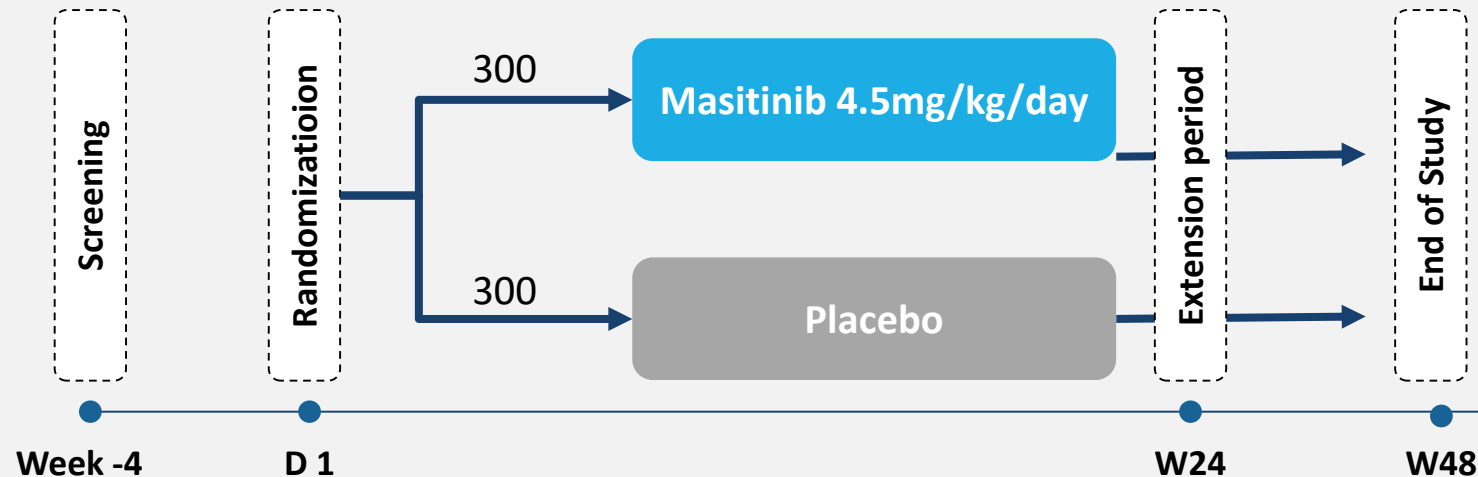 Screening
Randomization
300
Masitinib 4.5mg/kg/day
300
Placebo
Extension period
End of Study
Week -4
D 1
W24
W48